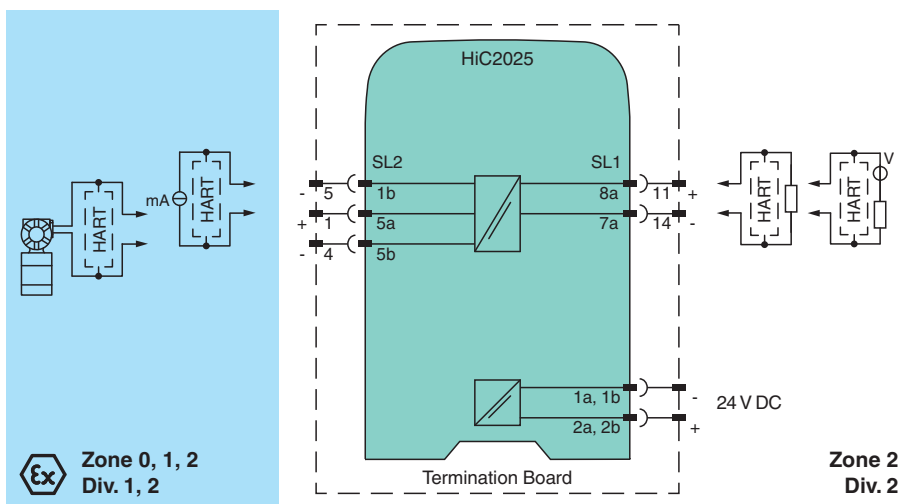 HiC2025
SL2
SL1
- 5 1b
8a 11 +
+ 1 5a
7a 14 -
- 4 5b
mA
HART
HART
HART
HART
V
1a, 1b -
24 V DC
2a, 2b +
Termination Board
Ex
Zone 0, 1, 2
Div. 1, 2
Zone 2
Div. 2